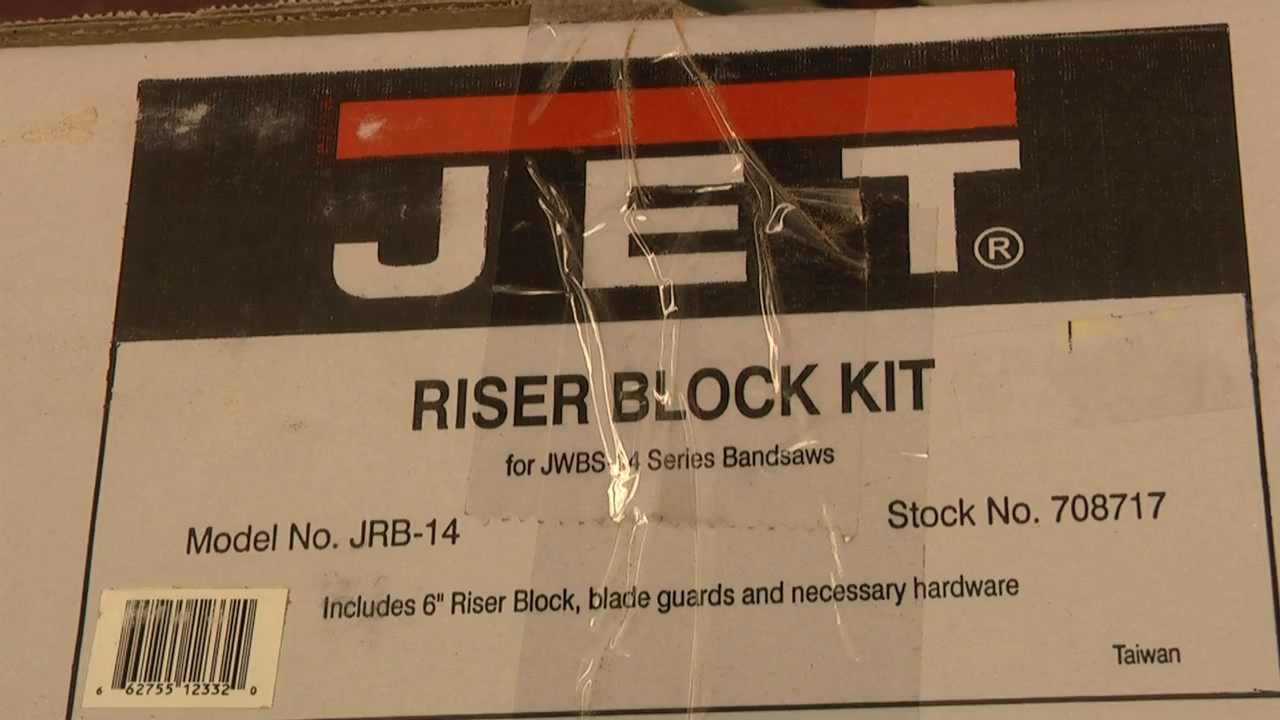 JET®
RISER BLOCK KIT
for JWBS-14 Series Bandsaws
Model No. JRB-14
Stock No. 708717
Includes 6" Riser Block, blade guards and necessary hardware
Taiwan
6 62755 12332 0